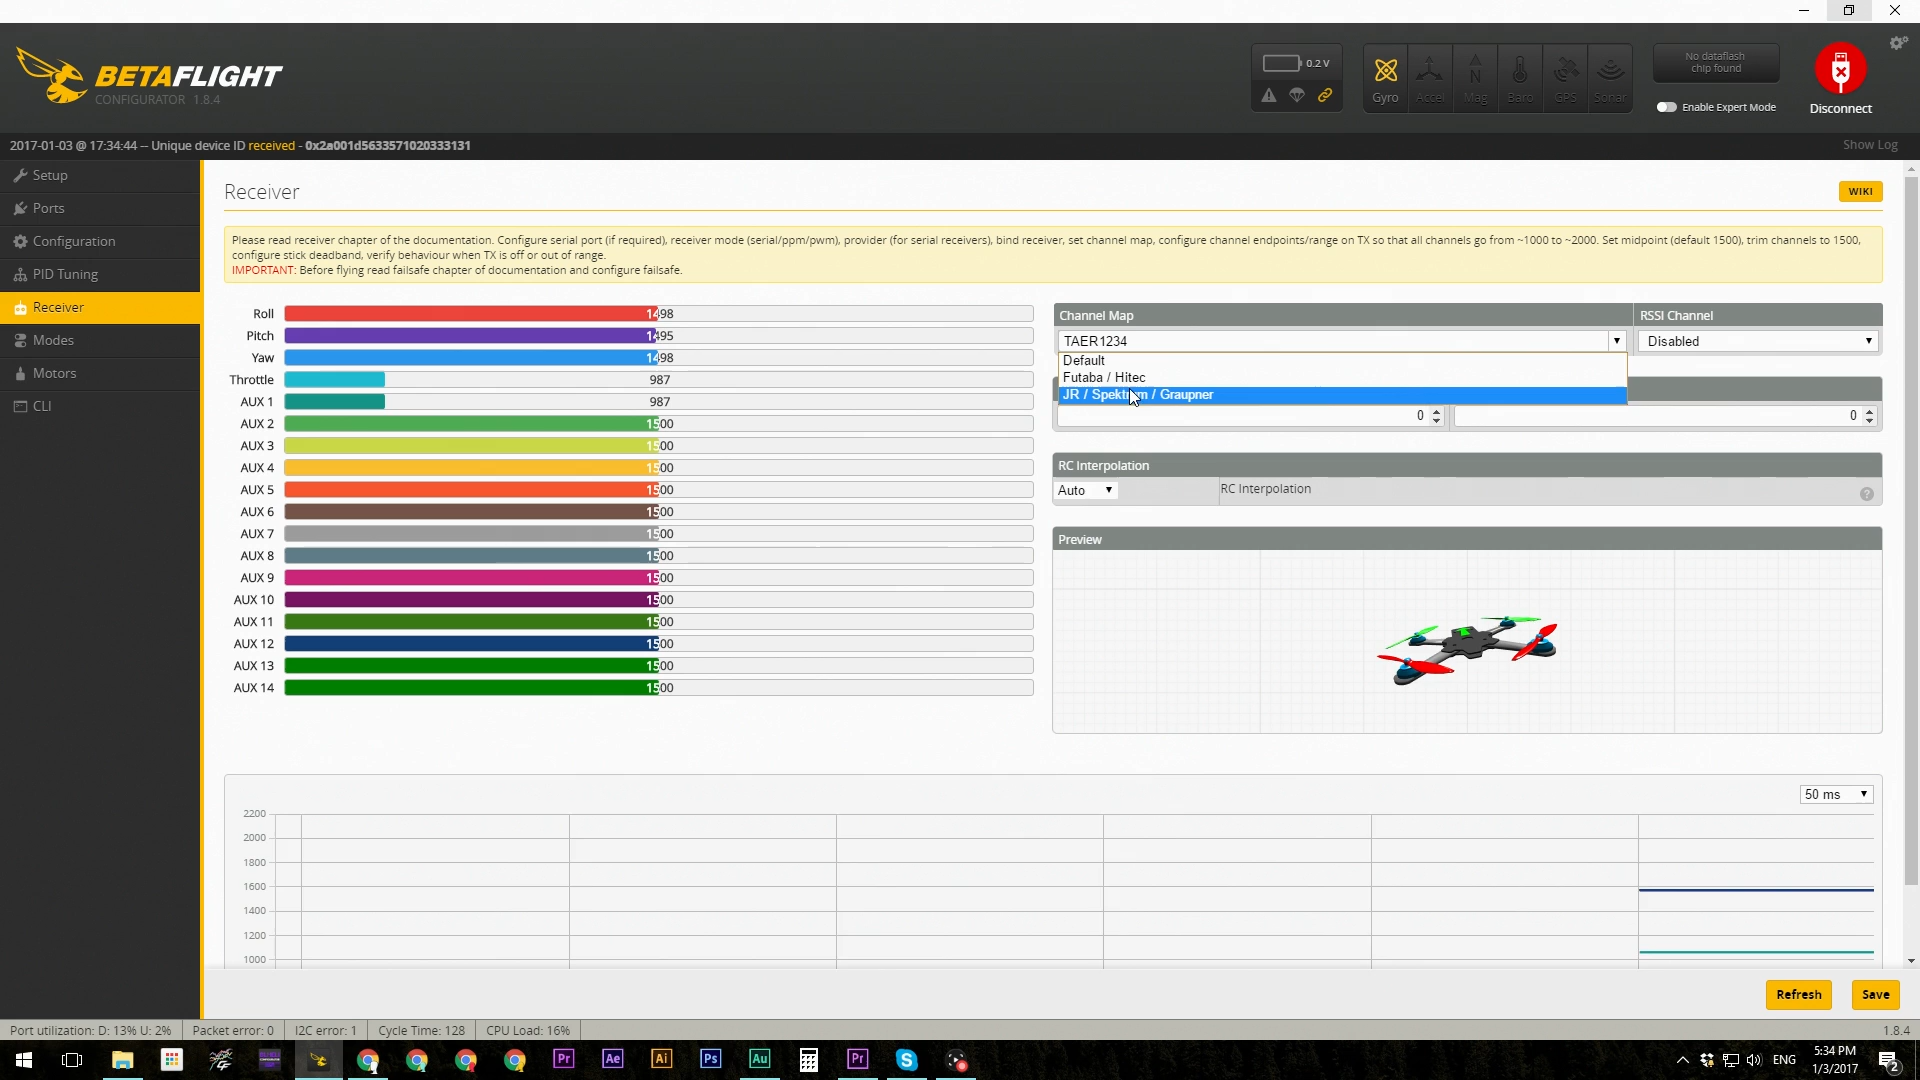 BETAFLIGHT
CONFIGURATOR 1.8.4
0.2 V
Gyro
Accel
Mag
Baro
GPS
Sonar
No dataflash
chip found
Enable Expert Mode
Disconnect
2017-01-03 @ 17:34:44 -- Unique device ID received - 0x2a001d5633571020333131
Show Log
Setup
Ports
Configuration
PID Tuning
Receiver
Modes
Motors
CLI
Receiver
WIKI
Please read receiver chapter of the documentation. Configure serial port (if required), receiver mode (serial/ppm/pwm), provider (for serial receivers), bind receiver, set channel map, configure channel endpoints/range on TX so that all channels go from ~1000 to ~2000. Set midpoint (default 1500), trim channels to 1500,
configure stick deadband, verify behaviour when TX is off or out of range.
IMPORTANT: Before flying read failsafe chapter of documentation and configure failsafe.
Roll 1498
Pitch 1495
Yaw 1498
Throttle 987
AUX 1 987
AUX 2 1500
AUX 3 1500
AUX 4 1500
AUX 5 1500
AUX 6 1500
AUX 7 1500
AUX 8 1500
AUX 9 1500
AUX 10 1500
AUX 11 1500
AUX 12 1500
AUX 13 1500
AUX 14 1500
Channel Map
RSSI Channel
TAER1234
Disabled
Default
Futaba / Hitec
JR / Spektrum / Graupner
0
0
RC Interpolation
Auto
RC Interpolation
?
Preview
50 ms
2200
2000
1800
1600
1400
1200
1000
Refresh
Save
Port utilization: D: 13% U: 2%
Packet error: 0
I2C error: 1
Cycle Time: 128
CPU Load: 16%
1.8.4
Pr
Ae
Ai
Ps
Au
Pr
ENG
5:34 PM
1/3/2017
2